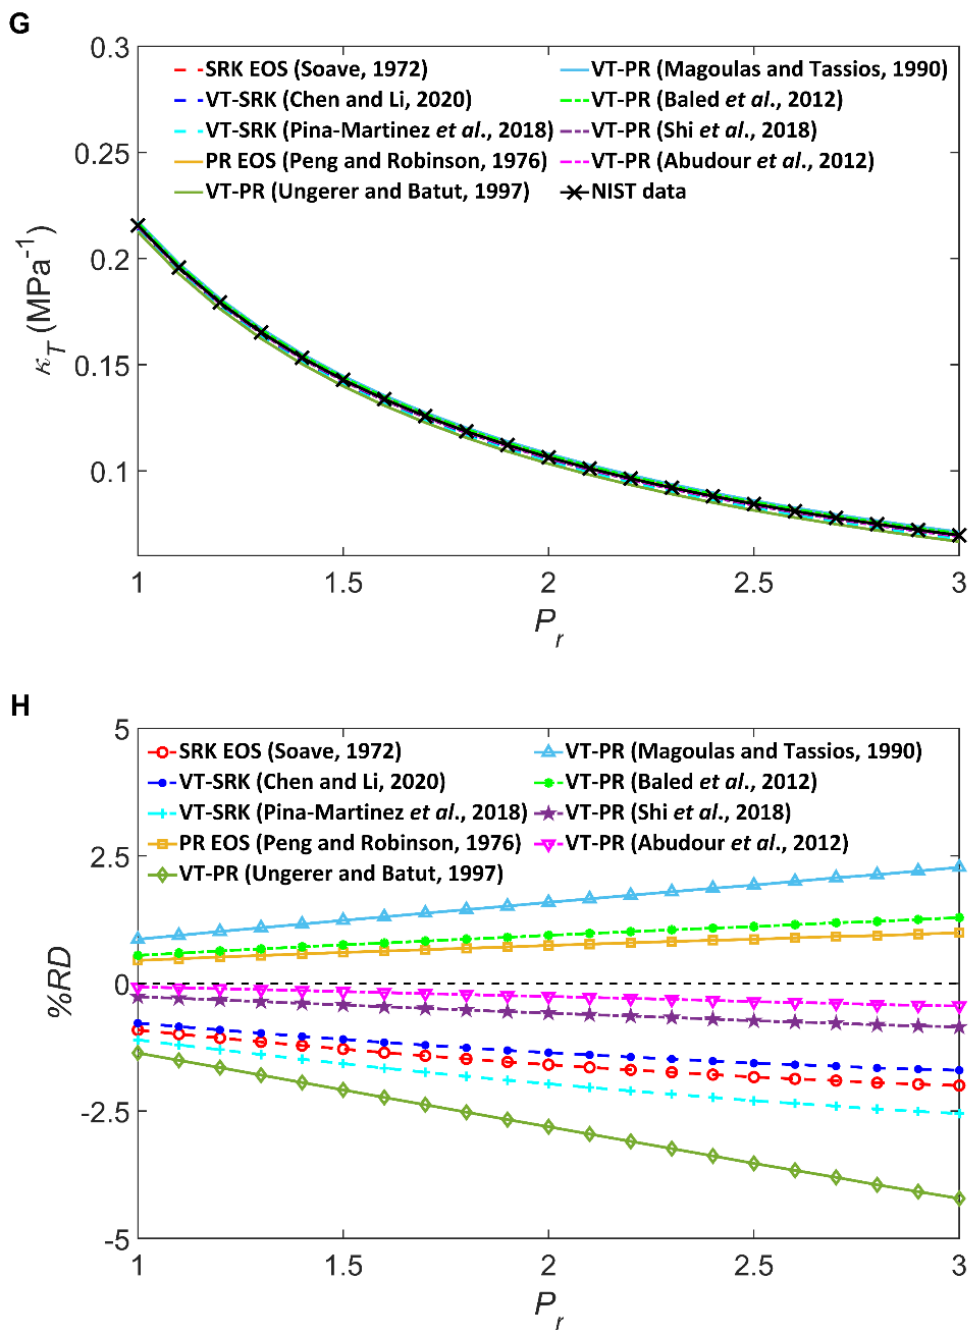 G
0.3
0.25
0.2
0.15
0.1
κT (MPa-1)
SRK EOS (Soave, 1972)
VT-SRK (Chen and Li, 2020)
VT-SRK (Pina-Martinez et al., 2018)
PR EOS (Peng and Robinson, 1976)
VT-PR (Ungerer and Batut, 1997)
VT-PR (Magoulas and Tassios, 1990)
VT-PR (Baled et al., 2012)
VT-PR (Shi et al., 2018)
VT-PR (Abudour et al., 2012)
NIST data
1 1.5 2 2.5 3
Pr
H
5
2.5
0
-2.5
-5
%RD
SRK EOS (Soave, 1972)
VT-SRK (Chen and Li, 2020)
VT-SRK (Pina-Martinez et al., 2018)
PR EOS (Peng and Robinson, 1976)
VT-PR (Ungerer and Batut, 1997)
VT-PR (Magoulas and Tassios, 1990)
VT-PR (Baled et al., 2012)
VT-PR (Shi et al., 2018)
VT-PR (Abudour et al., 2012)
1 1.5 2 2.5 3
Pr